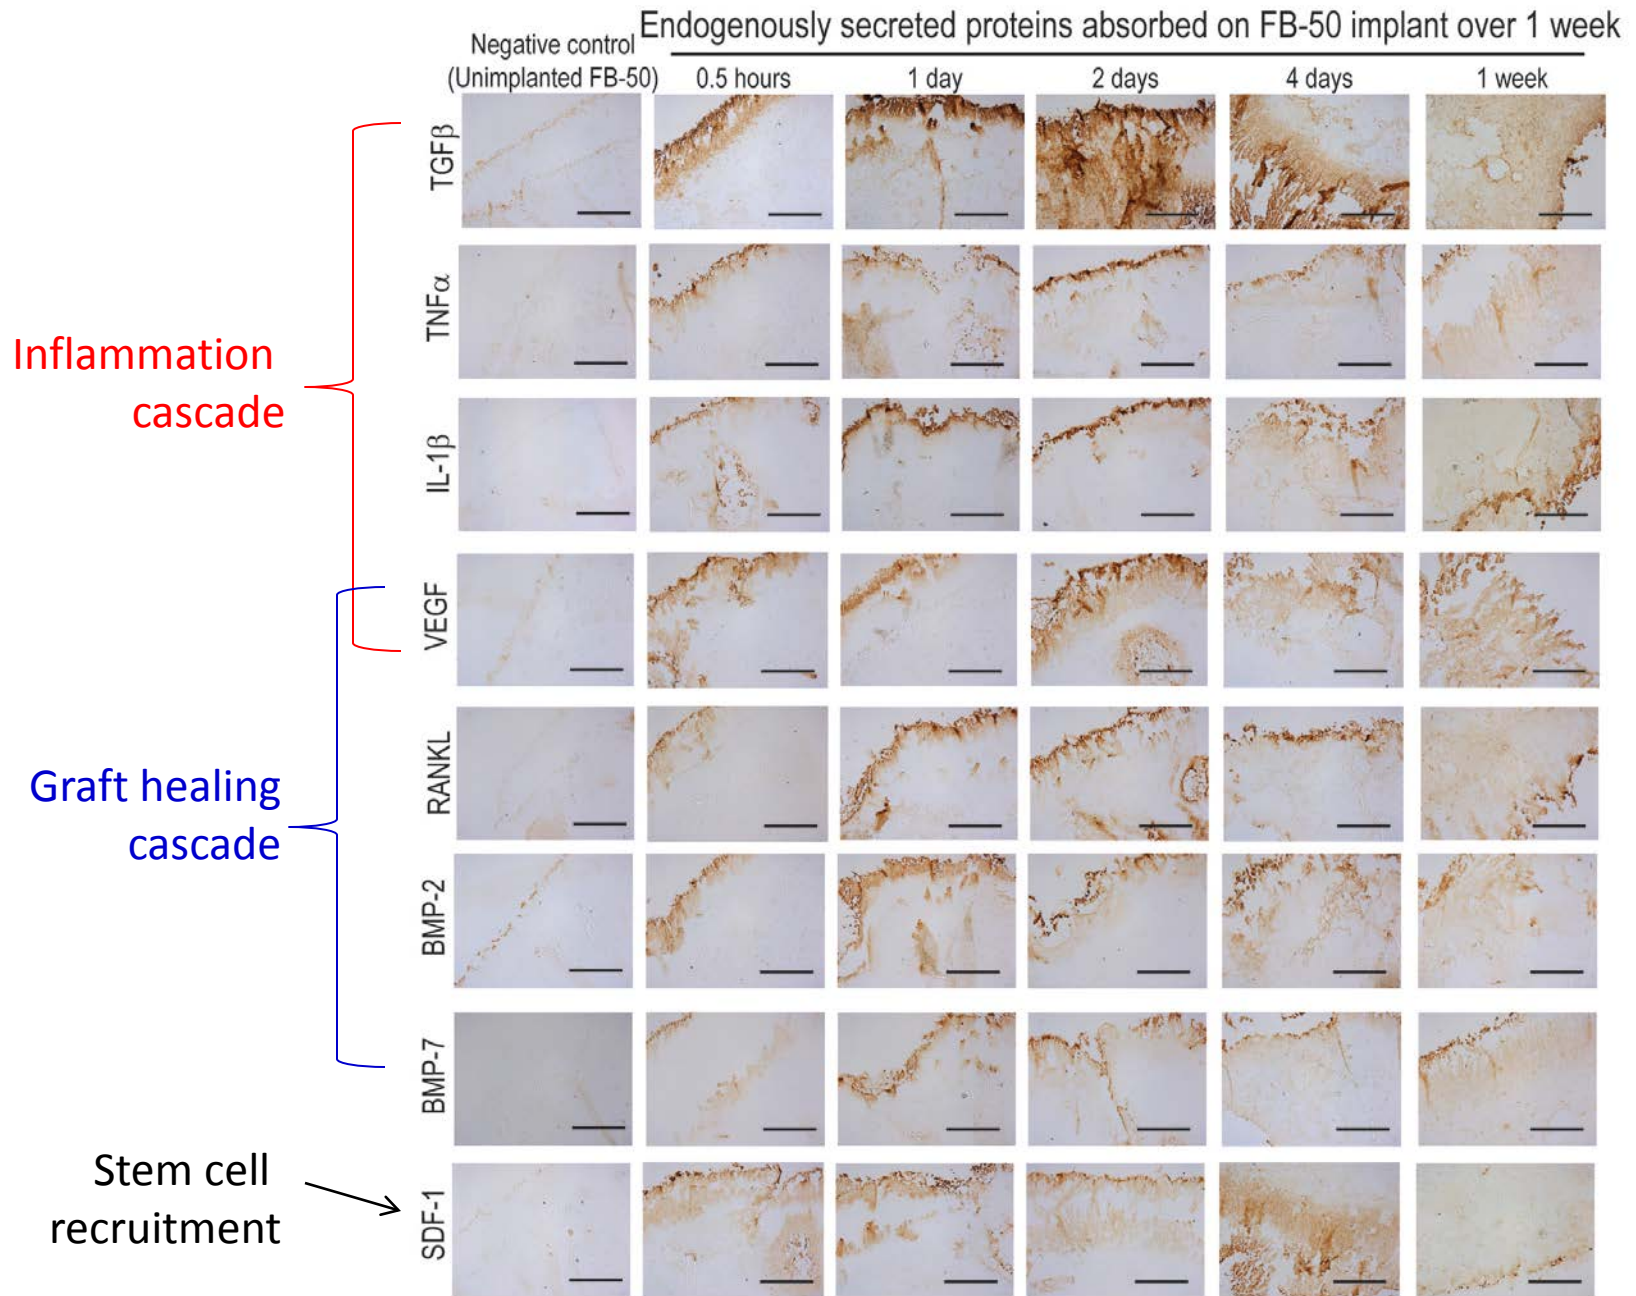 Endogenously secreted proteins absorbed on FB-50 implant over 1 week
Negative control
(Unimplanted FB-50)
0.5 hours
1 day
2 days
4 days
1 week
TGFβ
TNFα
IL-1β
VEGF
RANKL
BMP-2
BMP-7
SDF-1
Inflammation
cascade
Graft healing
cascade
Stem cell
recruitment